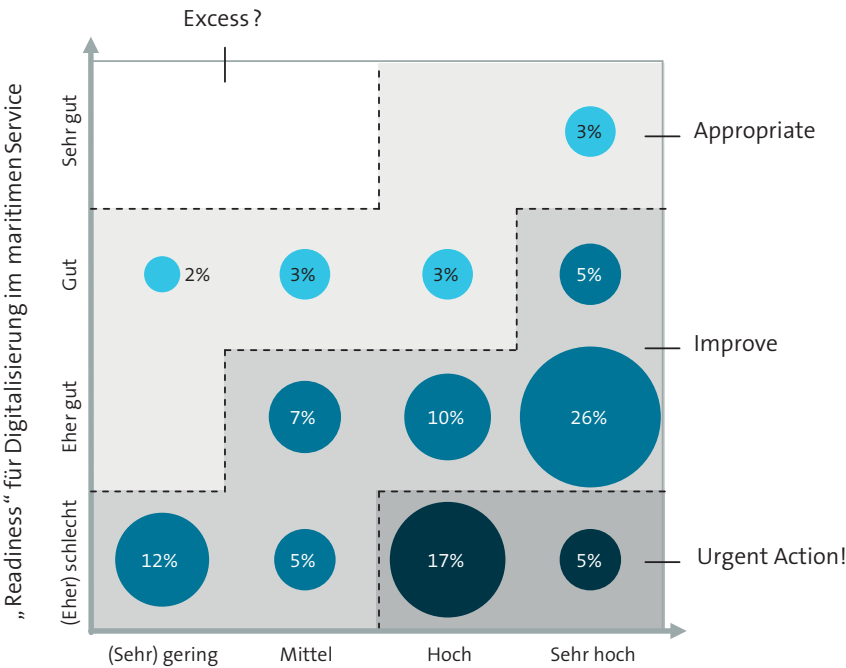 Excess ?
„Readiness“ für Digitalisierung im maritimen Service
Sehr gut
3%
Appropriate
Gut
2%
3%
3%
5%
Improve
Eher gut
7%
10%
26%
(Eher) schlecht
12%
5%
17%
5%
Urgent Action!
(Sehr) gering
Mittel
Hoch
Sehr hoch